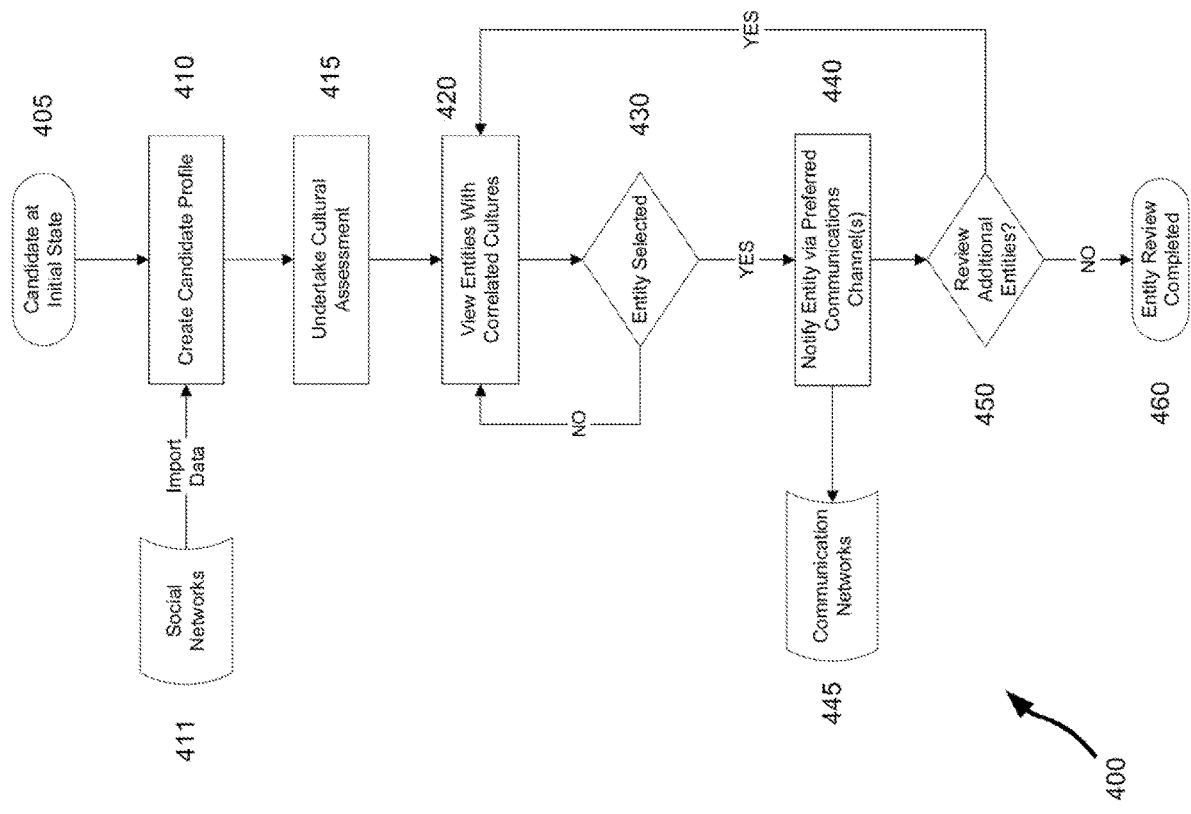 405
Candidate at
Initial State
410
Create Candidate Profile
Import
Data
Social
Networks
411
415
Undertake Cultural
Assessment
420
View Entities With
Correlated Cultures
430
Entity Selected
NO
YES
440
Notify Entity via Preferred
Communications
Channel(s)
Communication
Networks
445
Review
Additional
Entities?
450
YES
NO
Entity Review
Completed
460
400